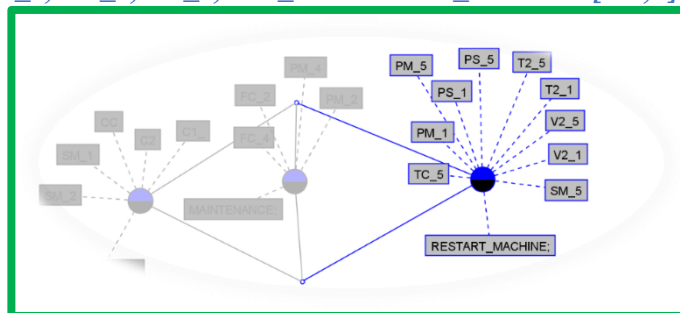 PM_4
PS_5
PM_5
T2_5
FC_2
PM_2
PS_1
T2_1
CC
C2
C1
FC_4
PM_1
V2_5
SM_1
V2_1
TC_5
SM_2
SM_5
MAINTENANCE;
RESTART_MACHINE;